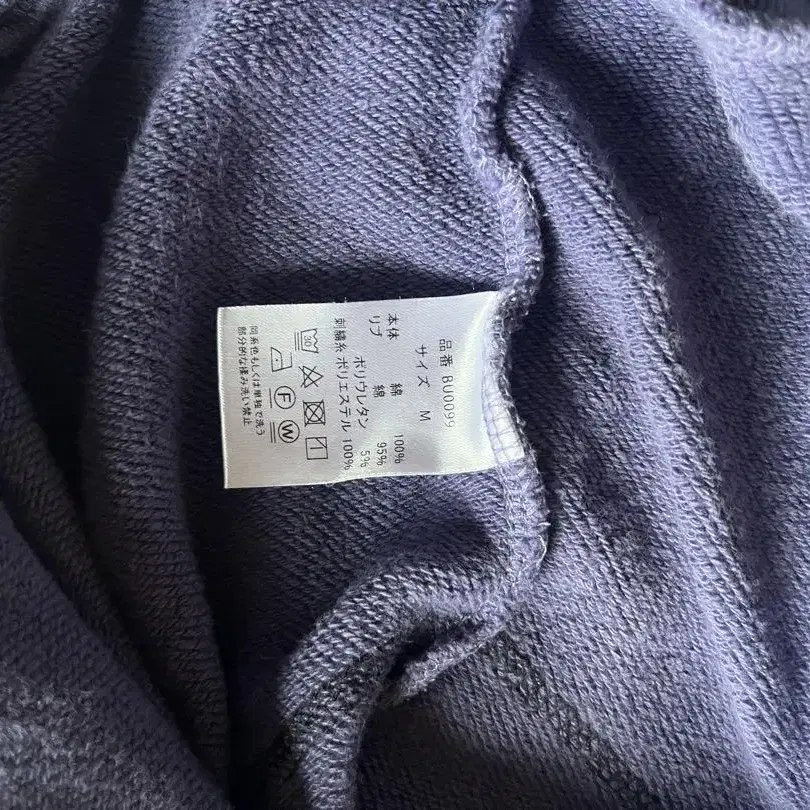 品番 BU0099
サイズ M
本体 綿 100%
リブ 綿 95%
ポリウレタン 5%
刺繍糸 ポリエステル 100%
30
F W
同系色もしくは単独で洗う
部分的な揉み洗い禁止